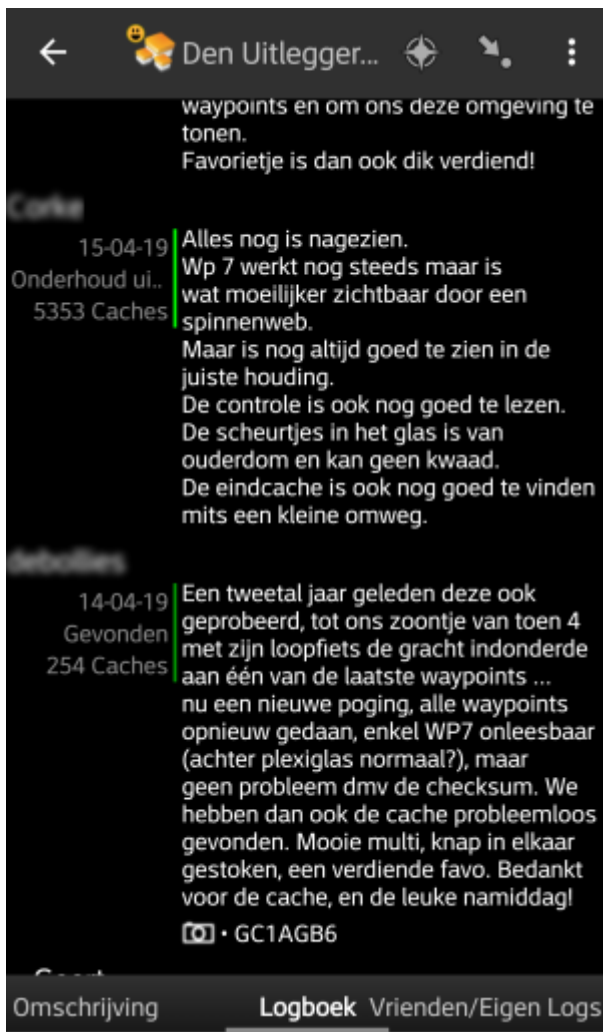 Den Uitlegger...
waypoints en om ons deze omgeving te
tonen.
Favorietje is dan ook dik verdiend!
15-04-19
Onderhoud ui..
5353 Caches
Alles nog is nagezien.
Wp 7 werkt nog steeds maar is
wat moeilijker zichtbaar door een
spinnenweb.
Maar is nog altijd goed te zien in de
juiste houding.
De controle is ook nog goed te lezen.
De scheurtjes in het glas is van
ouderdom en kan geen kwaad.
De eindcache is ook nog goed te vinden
mits een kleine omweg.
14-04-19
Gevonden
254 Caches
Een tweetal jaar geleden deze ook
geprobeerd, tot ons zoontje van toen 4
met zijn loopfiets de gracht indonderde
aan één van de laatste waypoints ...
nu een nieuwe poging, alle waypoints
opnieuw gedaan, enkel WP7 onleesbaar
(achter plexiglas normaal?), maar
geen probleem dmv de checksum. We
hebben dan ook de cache probleemloos
gevonden. Mooie multi, knap in elkaar
gestoken, een verdiende favo. Bedankt
voor de cache, en de leuke namiddag!
• GC1AGB6
Omschrijving Logboek Vrienden/Eigen Logs